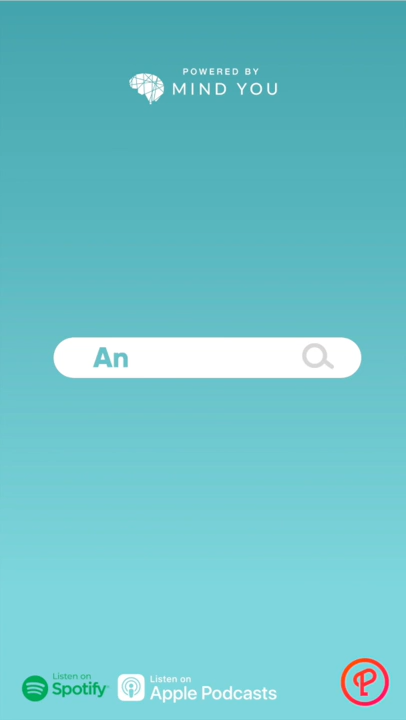 POWERED BY
MIND YOU
An
Listen on
Spotify
Listen on
Apple Podcasts